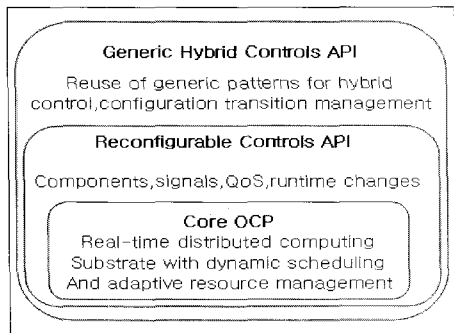 Generic Hybrid Controls API
Reuse of generic patterns for hybrid
control,configuration transition management
Reconfigurable Controls API
Components,signals,QoS,runtime changes
Core OCP
Real-time distributed computing
Substrate with dynamic scheduling
And adaptive resource management